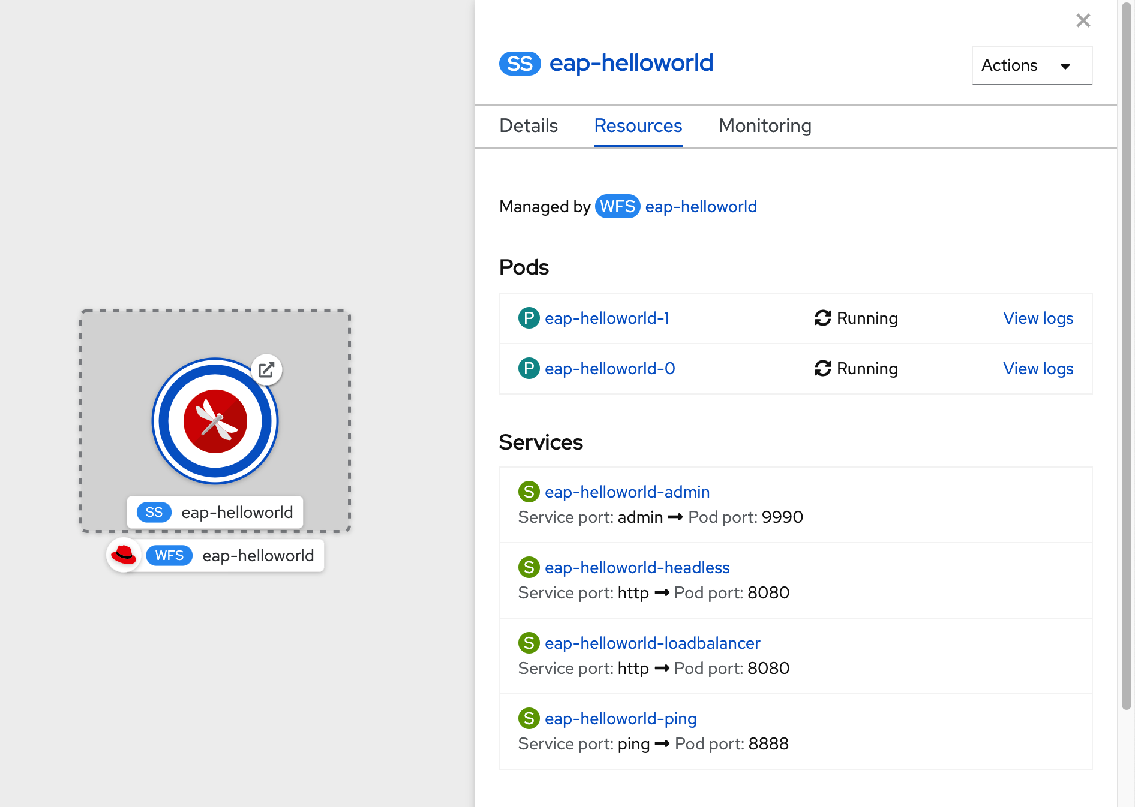 SS eap-helloworld
Actions
Details Resources Monitoring
Managed by WFS eap-helloworld
Pods
P eap-helloworld-1 Running View logs
P eap-helloworld-0 Running View logs
Services
S eap-helloworld-admin
Service port: admin → Pod port: 9990
S eap-helloworld-headless
Service port: http → Pod port: 8080
S eap-helloworld-loadbalancer
Service port: http → Pod port: 8080
S eap-helloworld-ping
Service port: ping → Pod port: 8888
SS eap-helloworld
WFS eap-helloworld